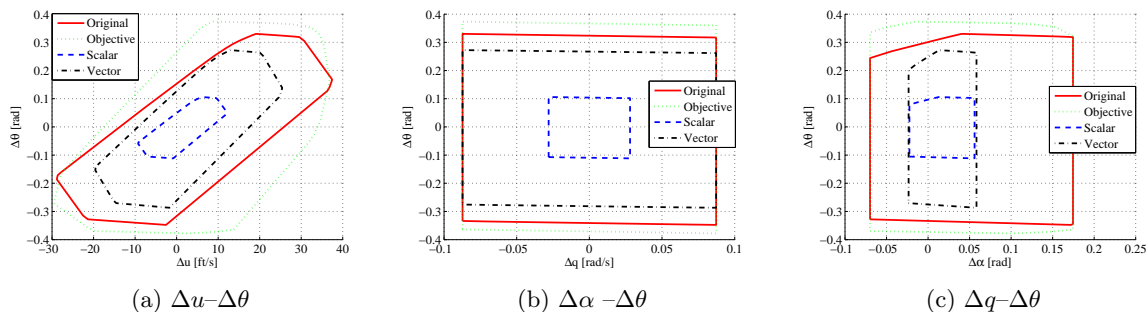 Original
Objective
Scalar
Vector
0.4
0.3
0.2
0.1
0
−0.1
−0.2
−0.3
−0.4
Δθ [rad]
−30 −20 −10 0 10 20 30 40
Δu [ft/s]
(a) Δu–Δθ
Original
Objective
Scalar
Vector
0.4
0.3
0.2
0.1
0
−0.1
−0.2
−0.3
−0.4
Δθ [rad]
−0.1 −0.05 0 0.05 0.1
Δq [rad/s]
(b) Δα –Δθ
Original
Objective
Scalar
Vector
0.4
0.3
0.2
0.1
0
−0.1
−0.2
−0.3
−0.4
Δθ [rad]
−0.1 −0.05 0 0.05 0.1 0.15 0.2 0.25
Δα [rad]
(c) Δq–Δθ